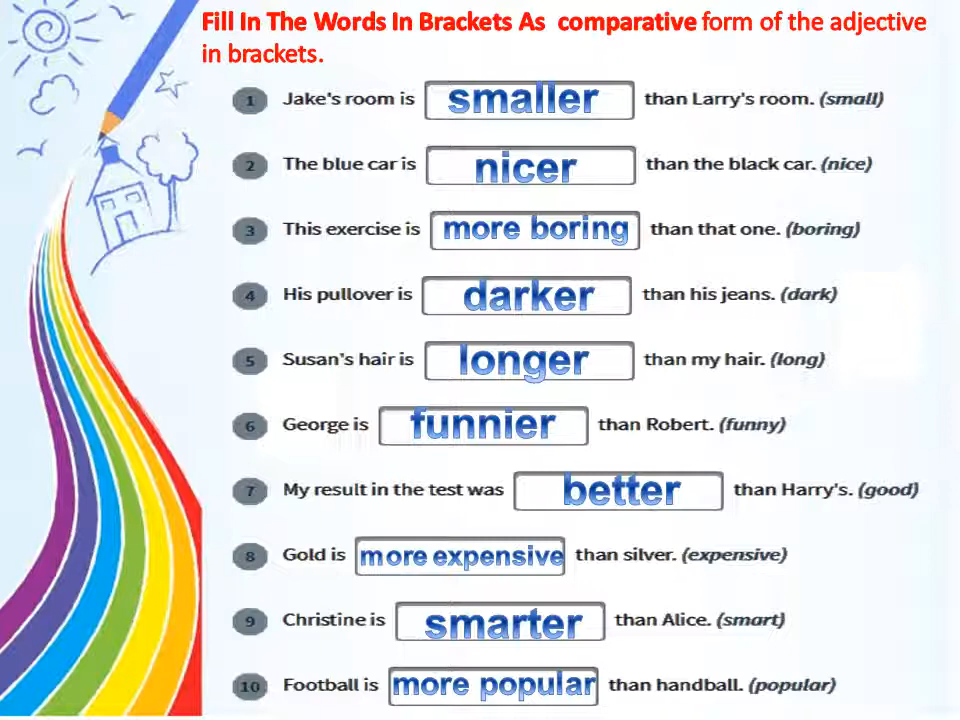 Fill In The Words In Brackets As comparative form of the adjective
in brackets.
1 Jake's room is smaller than Larry's room. (small)
2 The blue car is nicer than the black car. (nice)
3 This exercise is more boring than that one. (boring)
4 His pullover is darker than his jeans. (dark)
5 Susan's hair is longer than my hair. (long)
6 George is funnier than Robert. (funny)
7 My result in the test was better than Harry's. (good)
8 Gold is more expensive than silver. (expensive)
9 Christine is smarter than Alice. (smart)
10 Football is more popular than handball. (popular)